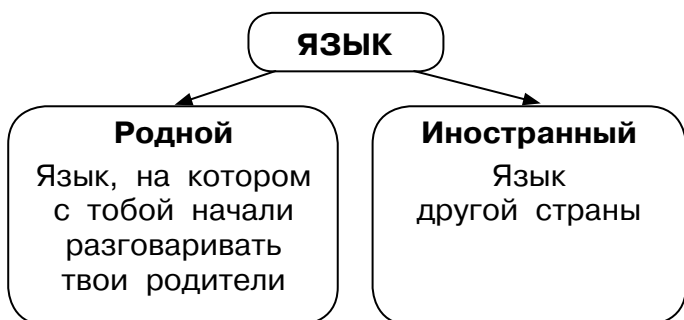 ЯЗЫК
Родной
Язык, на котором
с тобой начали
разговаривать
твои родители
Иностранный
Язык
другой страны